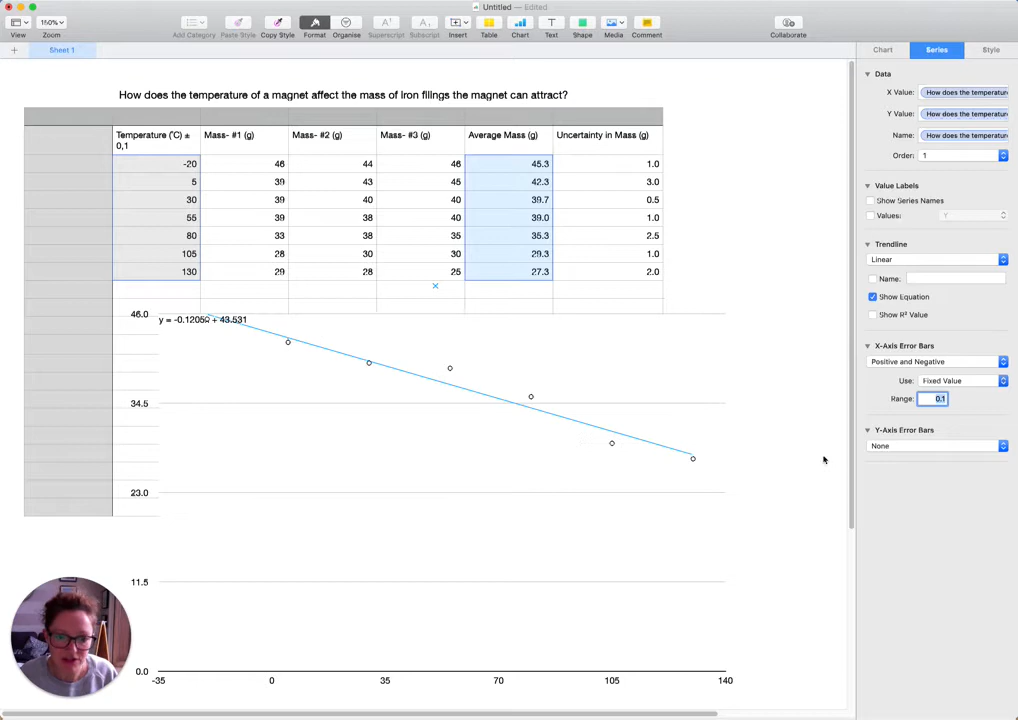 Untitled — Edited
150%
View Zoom Add Category Paste Style Copy Style Format Organise Superscript Subscript Insert Table Chart Text Shape Media Comment Collaborate
+ Sheet 1 Chart Series Style
How does the temperature of a magnet affect the mass of iron filings the magnet can attract?
Temperature (˚C) ± Mass- #1 (g) Mass- #2 (g) Mass- #3 (g) Average Mass (g) Uncertainty in Mass (g)
0,1
-20 46 44 46 45.3 1.0
5 39 43 45 42.3 3.0
30 39 40 40 39.7 0.5
55 39 38 40 39.0 1.0
80 33 38 35 35.3 2.5
105 28 30 30 29.3 1.0
130 29 28 25 27.3 2.0
46.0
y = -0.1205x + 43.531
34.5
23.0
11.5
0.0
-35 0 35 70 105 140
Data
X Value: How does the temperature
Y Value: How does the temperature
Name: How does the temperature
Order: 1
Value Labels
Show Series Names
Values: Y
Trendline
Linear
Name:
Show Equation
Show R² Value
X-Axis Error Bars
Positive and Negative
Use: Fixed Value
Range: 0.1
Y-Axis Error Bars
None